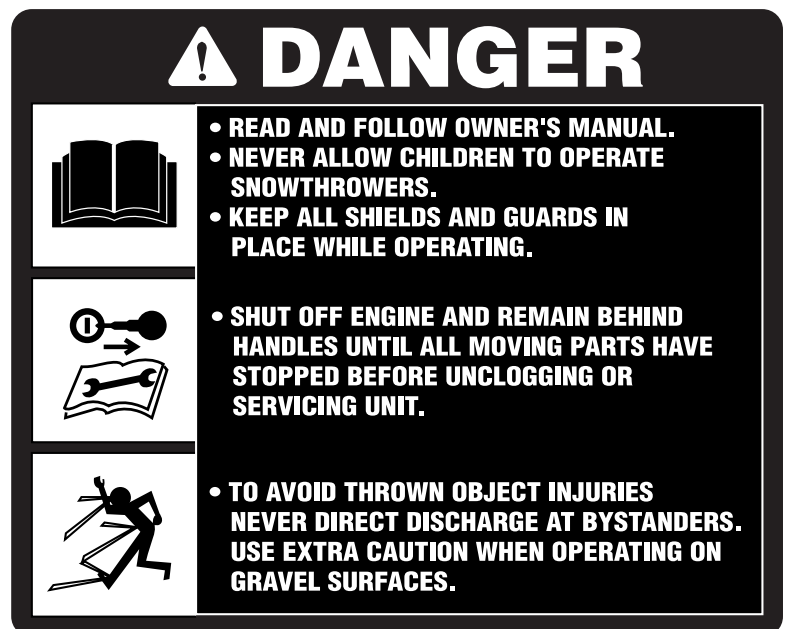 DANGER
• READ AND FOLLOW OWNER'S MANUAL.
• NEVER ALLOW CHILDREN TO OPERATE
SNOWTHROWERS.
• KEEP ALL SHIELDS AND GUARDS IN
PLACE WHILE OPERATING.
• SHUT OFF ENGINE AND REMAIN BEHIND
HANDLES UNTIL ALL MOVING PARTS HAVE
STOPPED BEFORE UNCLOGGING OR
SERVICING UNIT.
• TO AVOID THROWN OBJECT INJURIES
NEVER DIRECT DISCHARGE AT BYSTANDERS.
USE EXTRA CAUTION WHEN OPERATING ON
GRAVEL SURFACES.